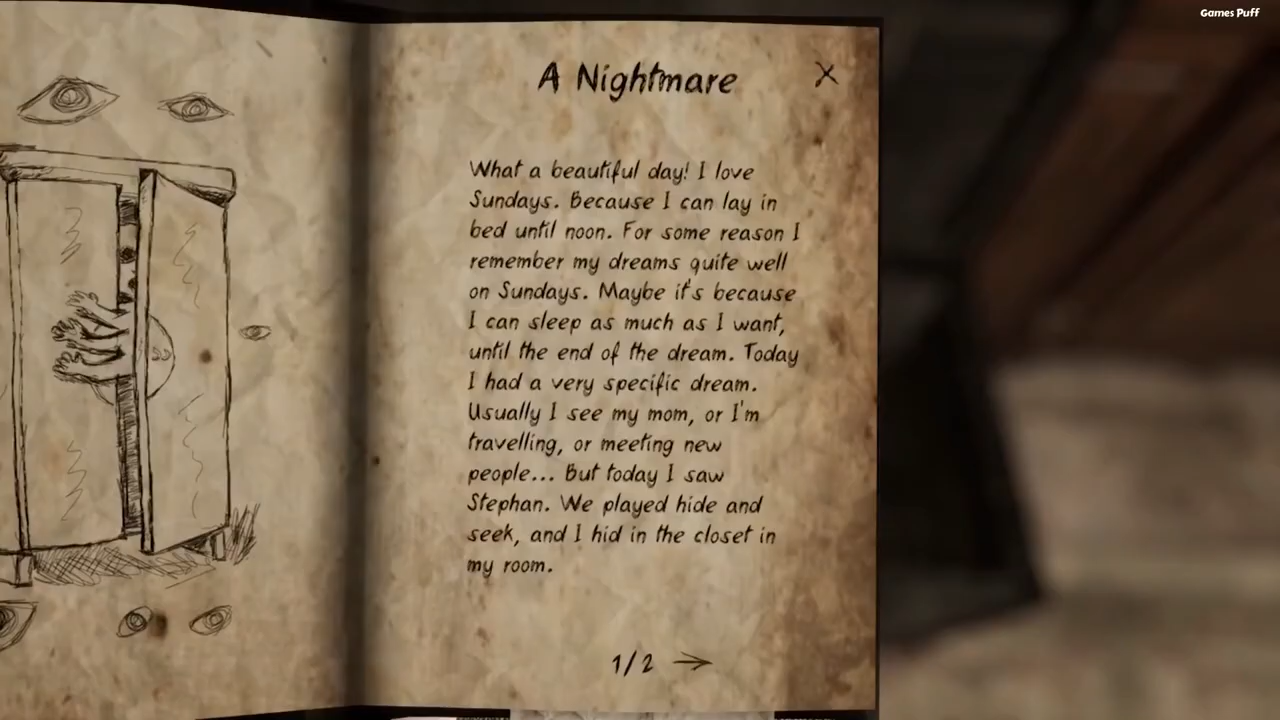 Games Puff
A Nightmare
X
What a beautiful day! I love
Sundays. Because I can lay in
bed until noon. For some reason I
remember my dreams quite well
on Sundays. Maybe it's because
I can sleep as much as I want,
until the end of the dream. Today
I had a very specific dream.
Usually I see my mom, or I'm
travelling, or meeting new
people... But today I saw
Stephan. We played hide and
seek, and I hid in the closet in
my room.
1/2 →